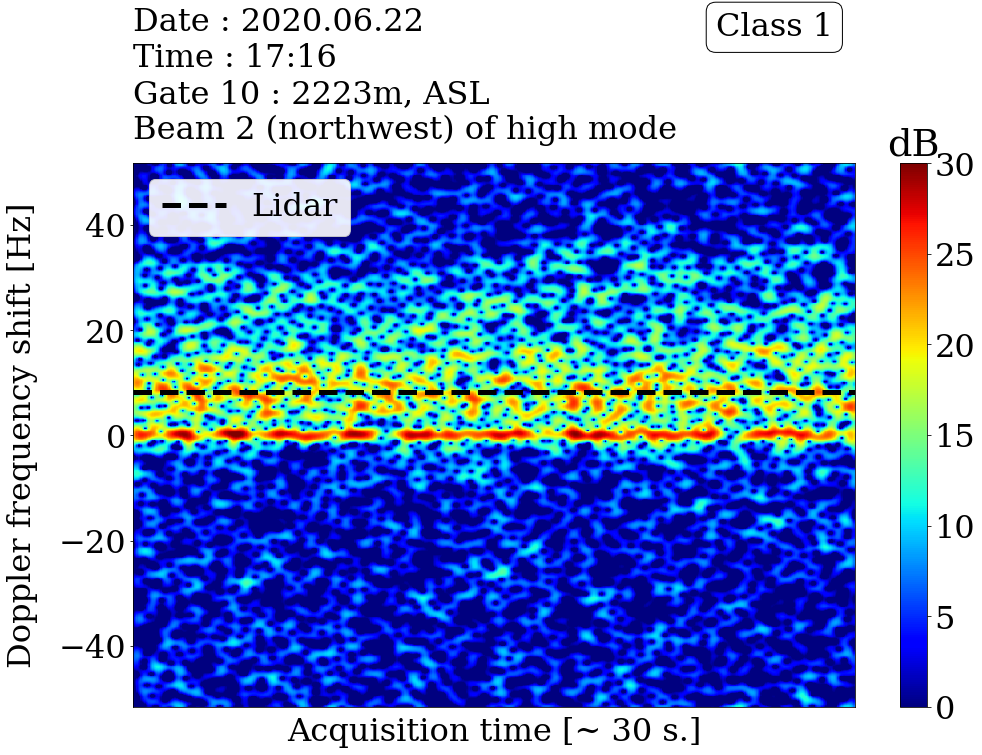 Date : 2020.06.22
Time : 17:16
Gate 10 : 2223m, ASL
Beam 2 (northwest) of high mode
Class 1
dB
Lidar
Doppler frequency shift [Hz]
40
20
0
−20
−40
30
25
20
15
10
5
0
Acquisition time [~ 30 s.]